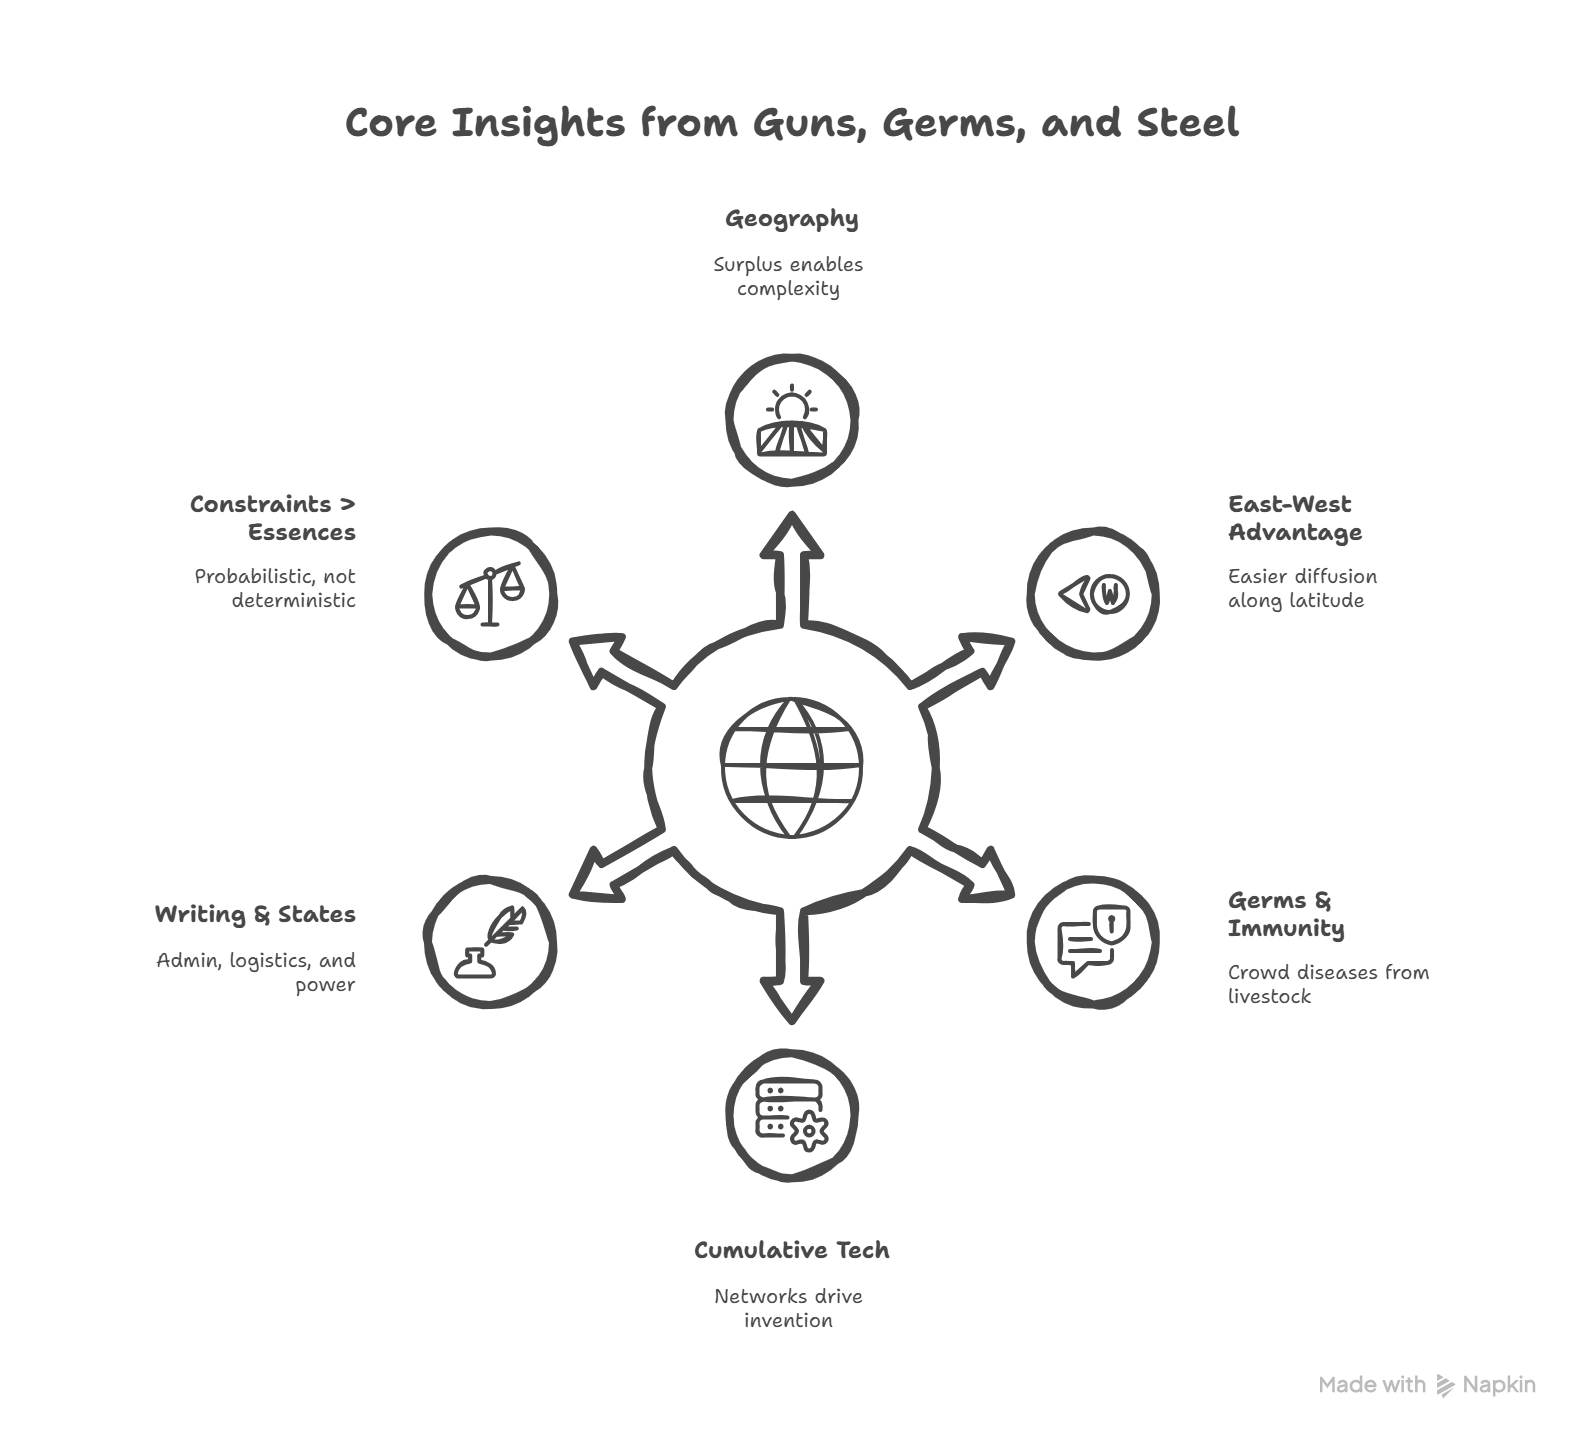 Core Insights from Guns, Germs, and Steel
Geography
Surplus enables
complexity
Constraints >
Essences
Probabilistic, not
deterministic
East-West
Advantage
Easier diffusion
along latitude
W
Writing & States
Admin, logistics, and
power
Germs &
Immunity
Crowd diseases from
livestock
Cumulative Tech
Networks drive
invention
Made with Napkin